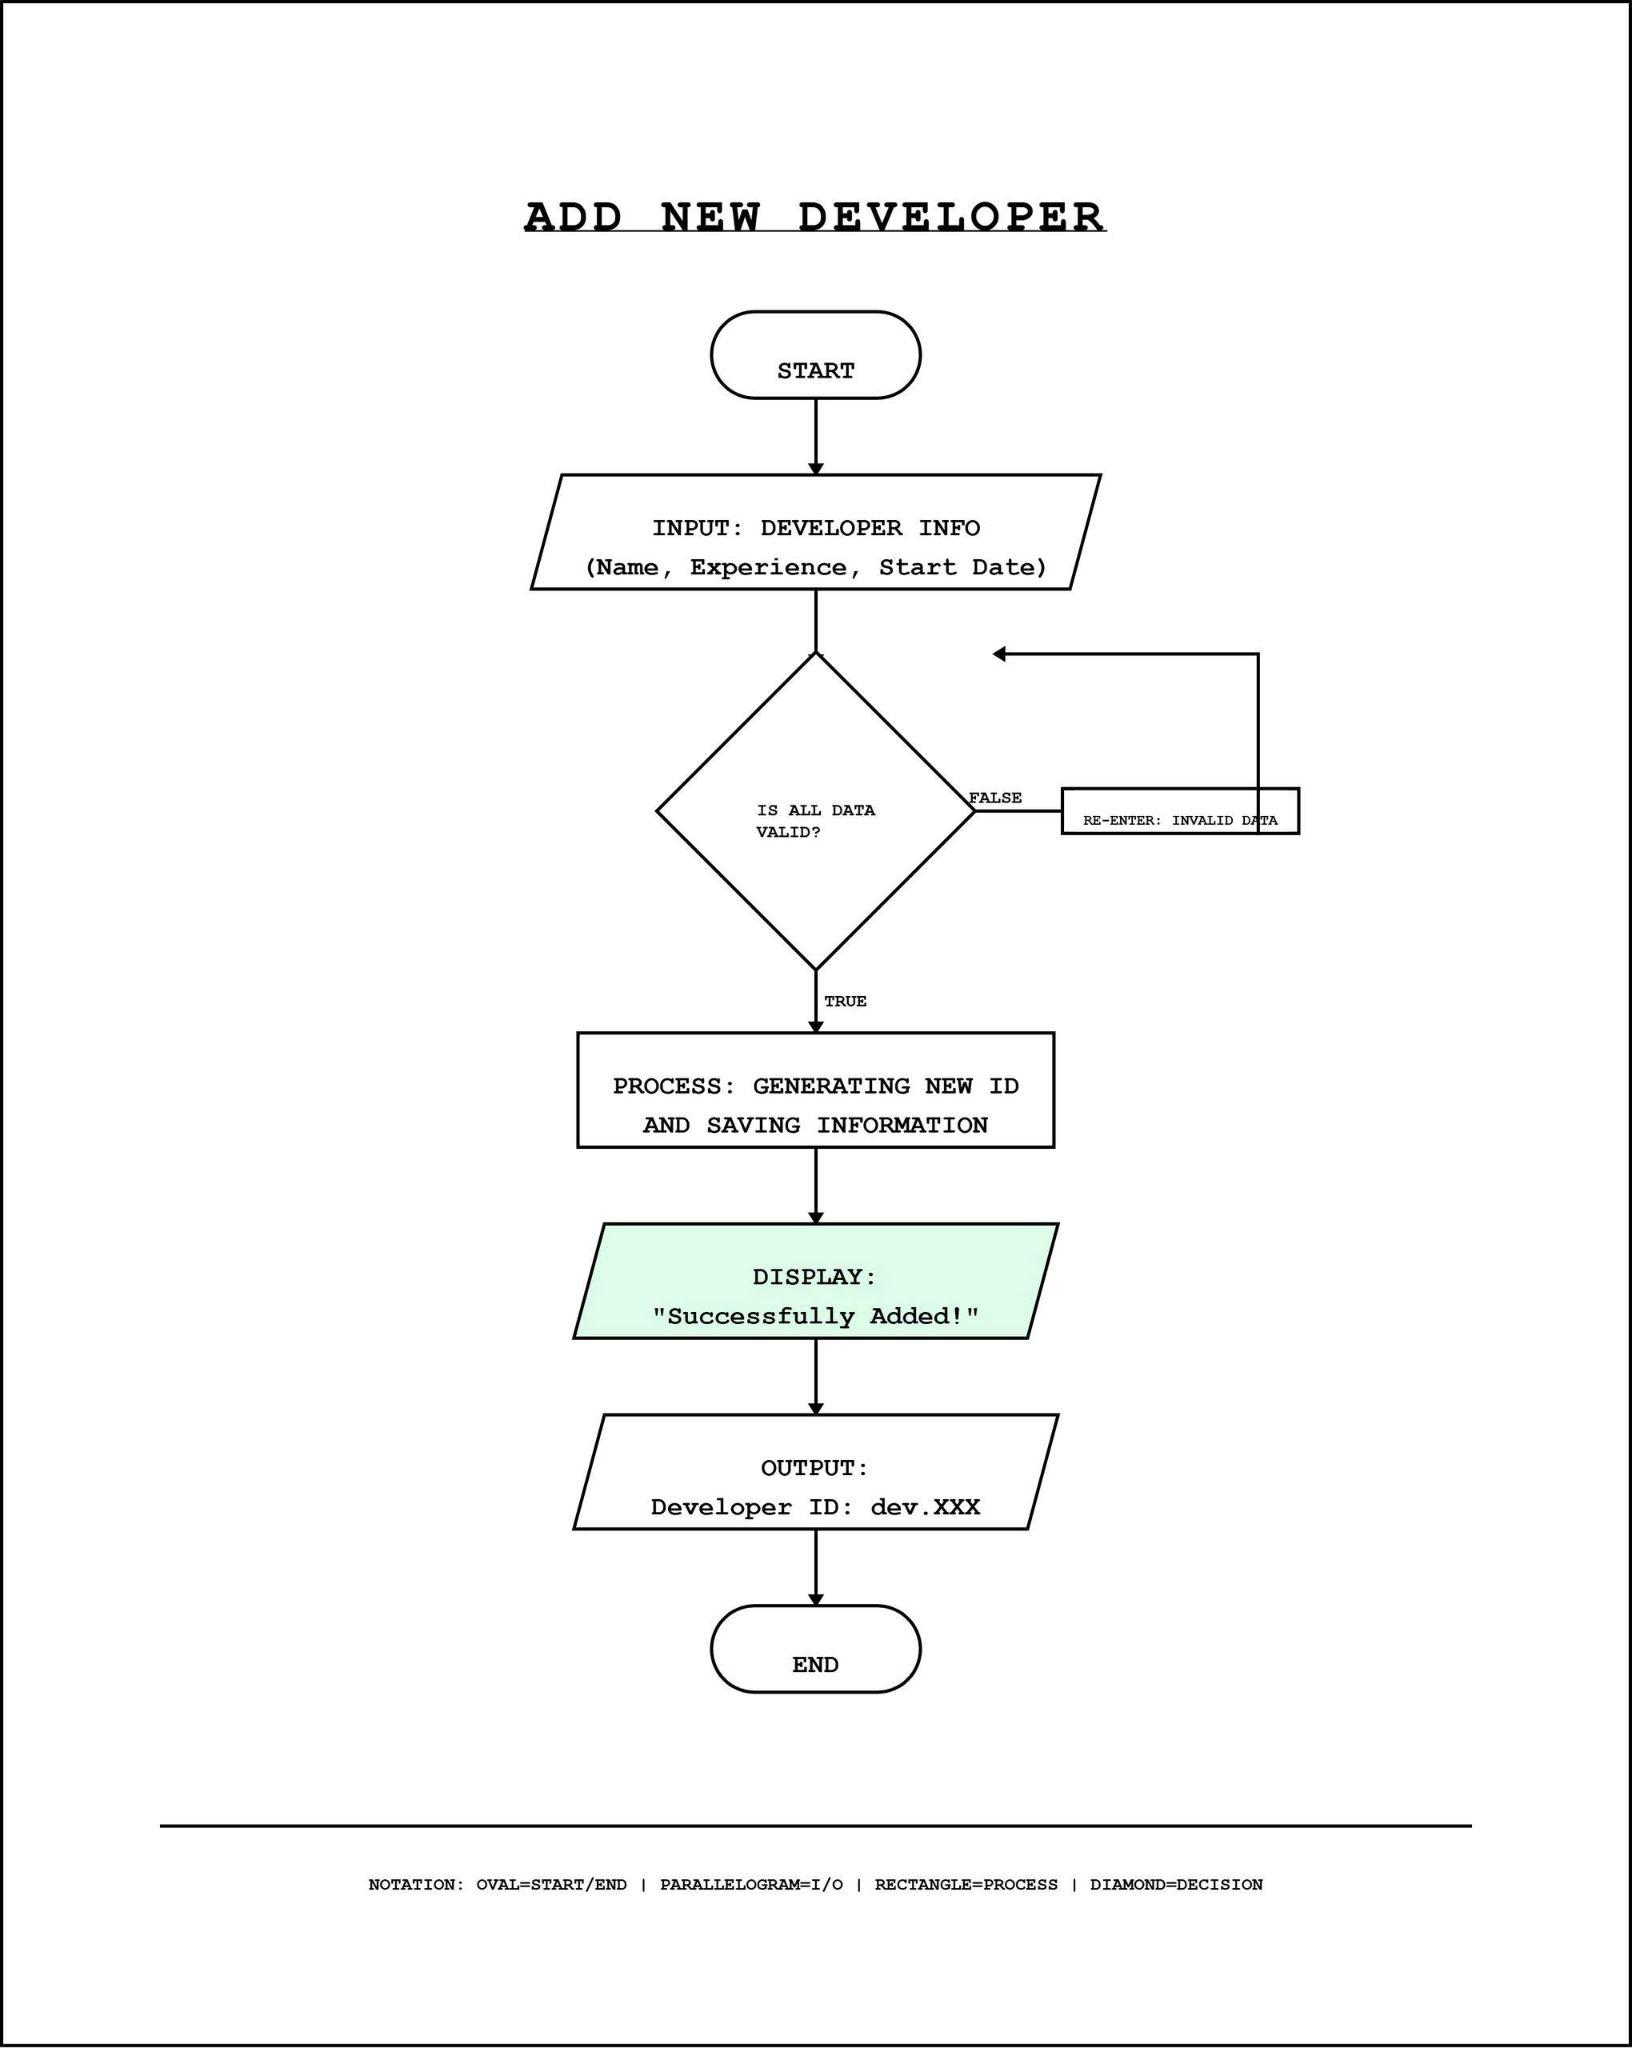 ADD NEW DEVELOPER
START
INPUT: DEVELOPER INFO
(Name, Experience, Start Date)
IS ALL DATA
VALID?
FALSE
RE-ENTER: INVALID DATA
TRUE
PROCESS: GENERATING NEW ID
AND SAVING INFORMATION
DISPLAY:
"Successfully Added!"
OUTPUT:
Developer ID: dev.XXX
END
NOTATION: OVAL=START/END | PARALLELOGRAM=I/O | RECTANGLE=PROCESS | DIAMOND=DECISION